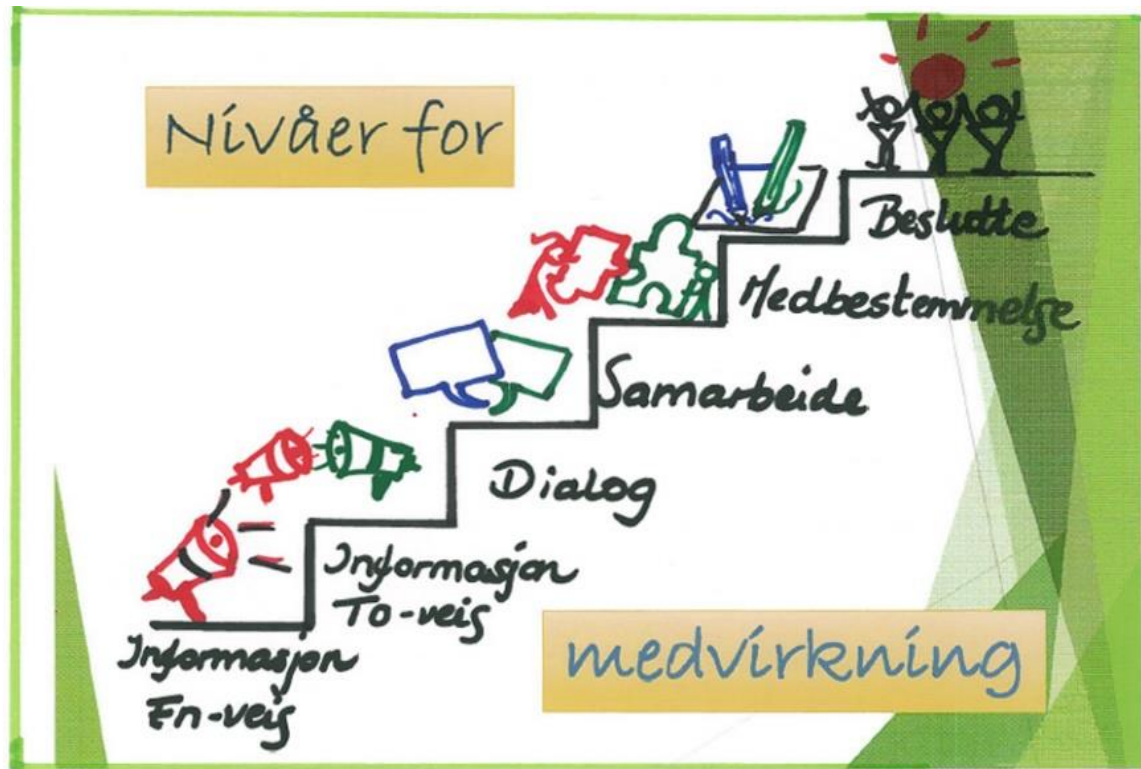 Nivåer for
Beslutte
Medbestemmelse
Samarbeide
Dialog
Informasjon
To-veis
Informasjon
En-veis
medvirkning